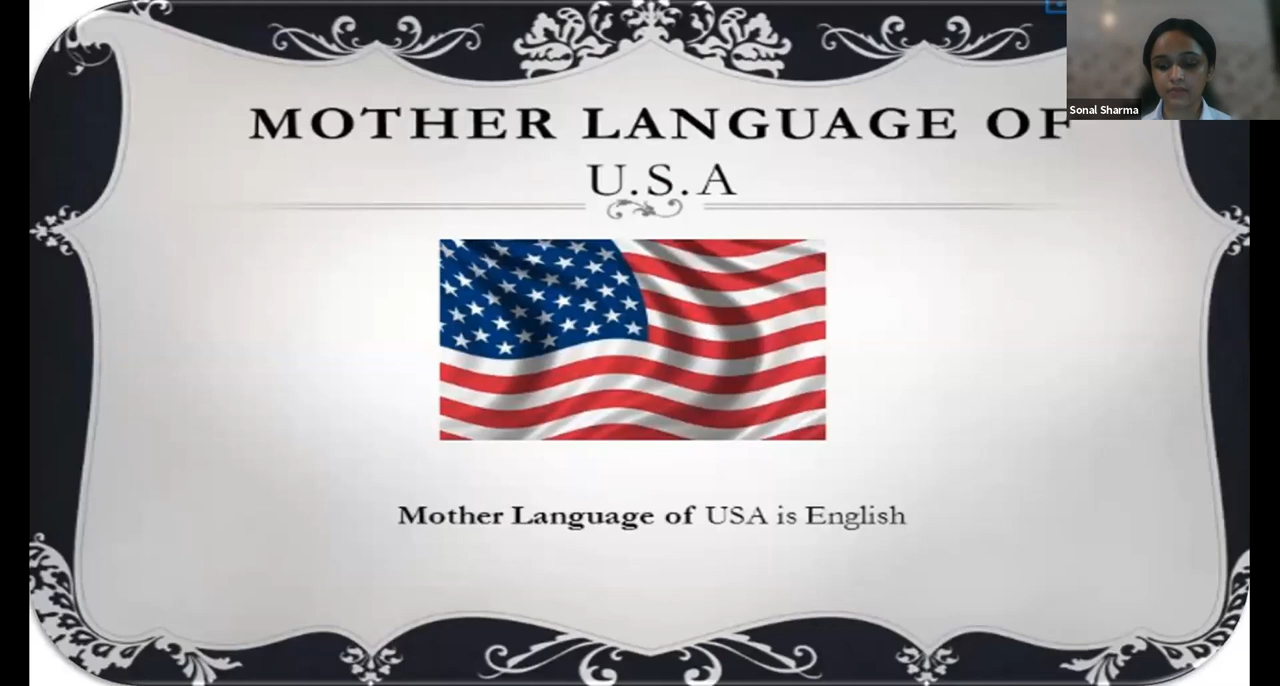 MOTHER LANGUAGE OF
U.S.A
Mother Language of USA is English
Sonal Sharma